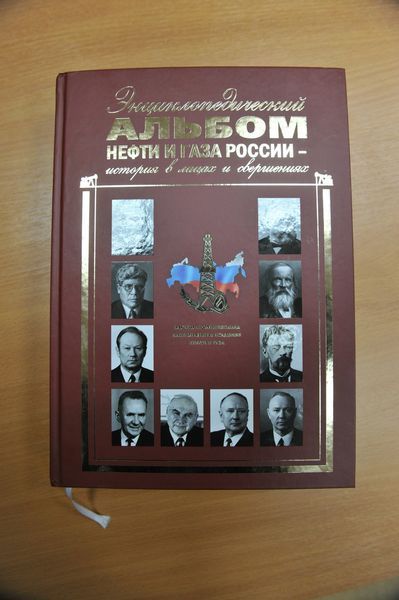 Энциклопедический
АЛЬБОМ
НЕФТИ И ГАЗА РОССИИ –
история в лицах и свершениях